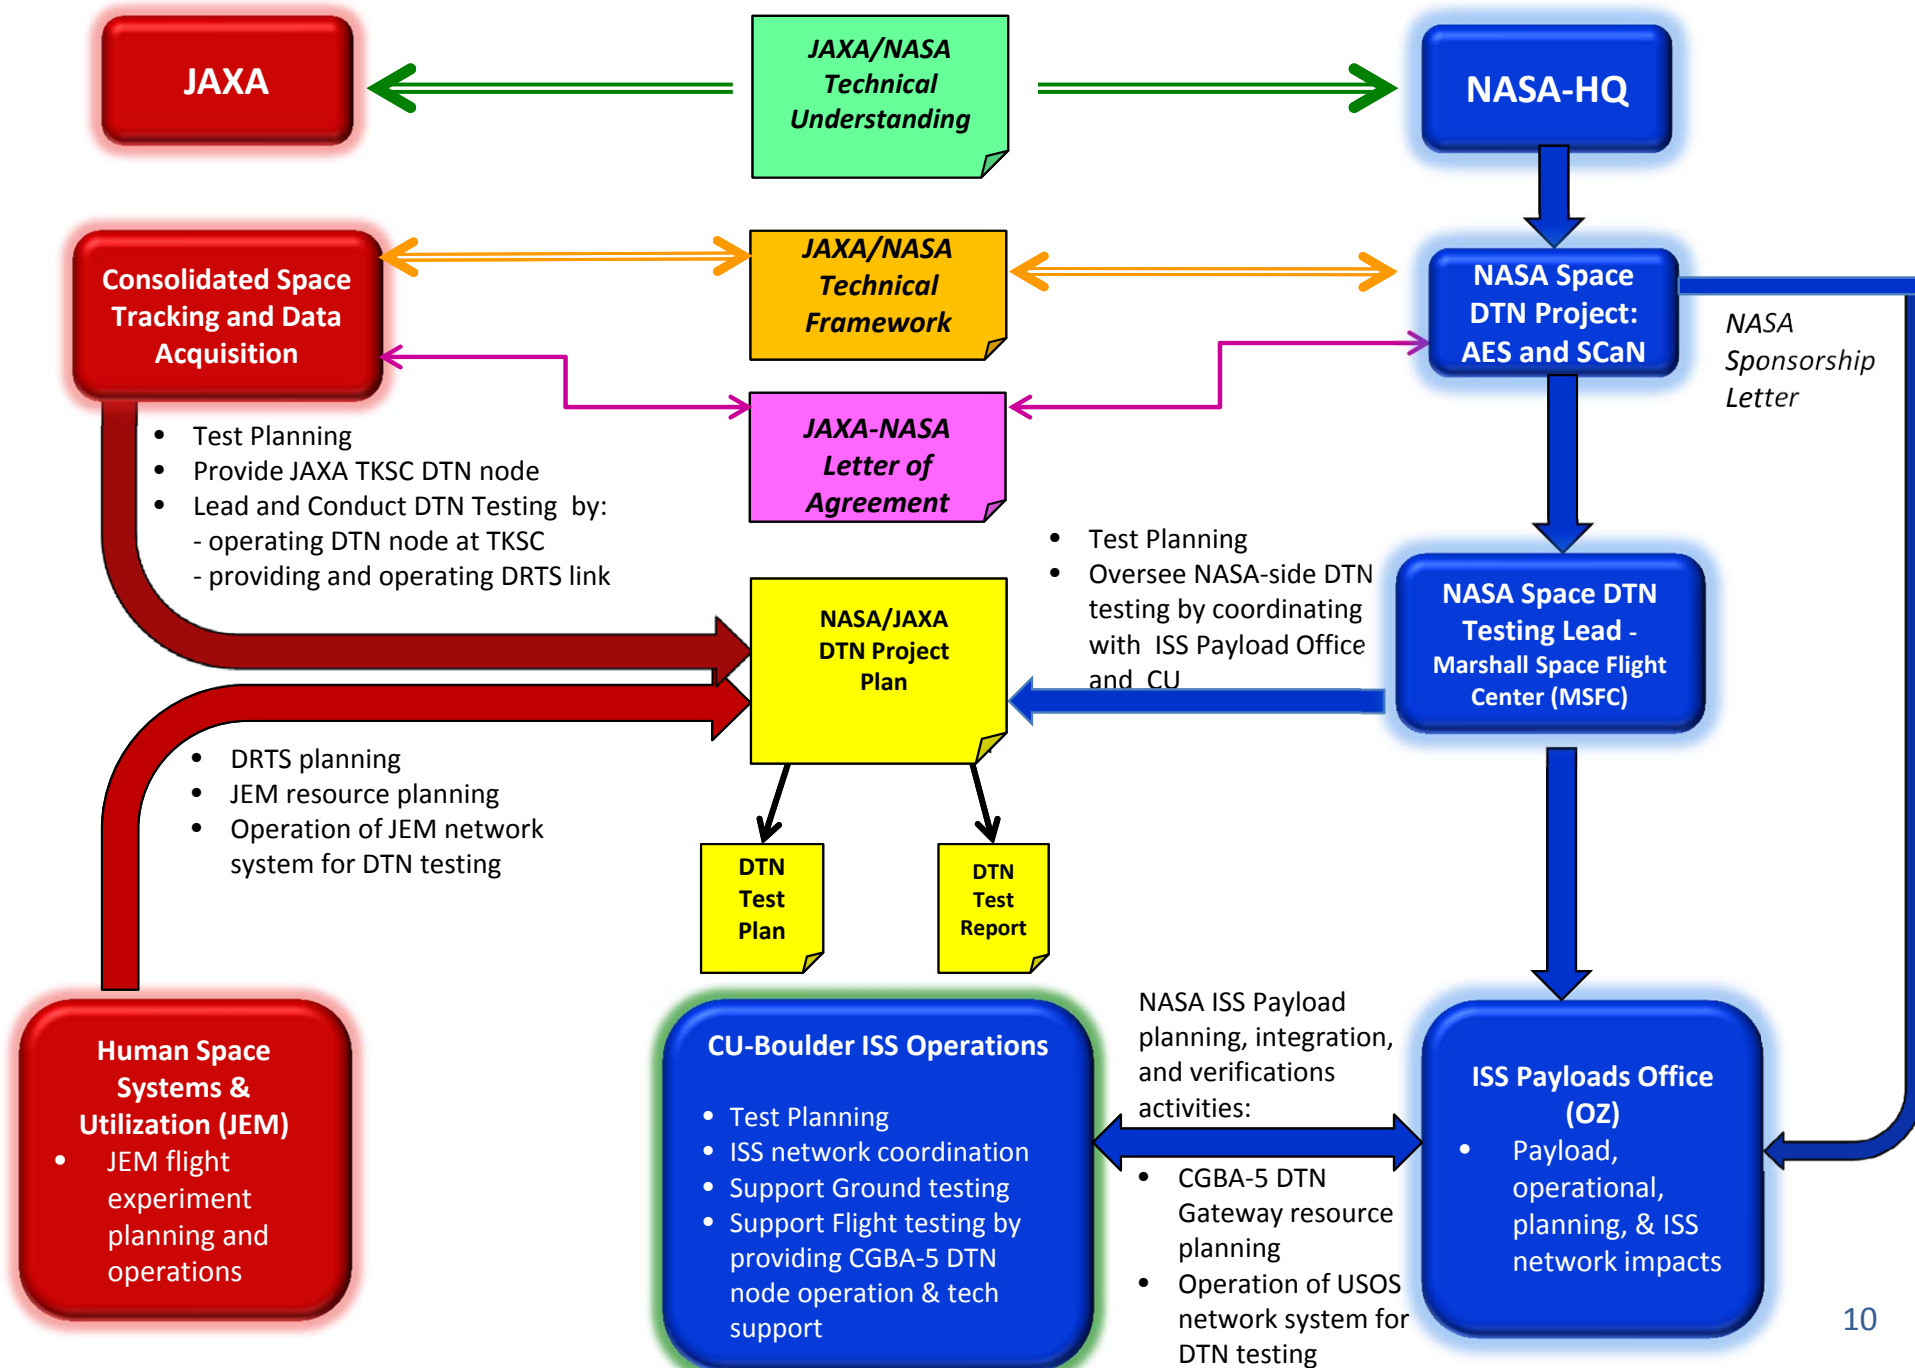 JAXA
JAXA/NASA
Technical
Understanding
NASA-HQ
Consolidated Space
Tracking and Data
Acquisition
JAXA/NASA
Technical
Framework
NASA Space
DTN Project:
AES and SCaN
NASA
Sponsorship
Letter
• Test Planning
• Provide JAXA TKSC DTN node
• Lead and Conduct DTN Testing by:
- operating DTN node at TKSC
- providing and operating DRTS link
JAXA-NASA
Letter of
Agreement
• Test Planning
• Oversee NASA-side DTN
testing by coordinating
with ISS Payload Office
and CU
NASA/JAXA
DTN Project
Plan
NASA Space DTN
Testing Lead -
Marshall Space Flight
Center (MSFC)
• DRTS planning
• JEM resource planning
• Operation of JEM network
system for DTN testing
DTN
Test
Plan
DTN
Test
Report
Human Space
Systems &
Utilization (JEM)
• JEM flight
experiment
planning and
operations
CU-Boulder ISS Operations
• Test Planning
• ISS network coordination
• Support Ground testing
• Support Flight testing by
providing CGBA-5 DTN
node operation & tech
support
NASA ISS Payload
planning, integration,
and verifications
activities:
• CGBA-5 DTN
Gateway resource
planning
• Operation of USOS
network system for
DTN testing
ISS Payloads Office
(OZ)
• Payload,
operational,
planning, & ISS
network impacts
10